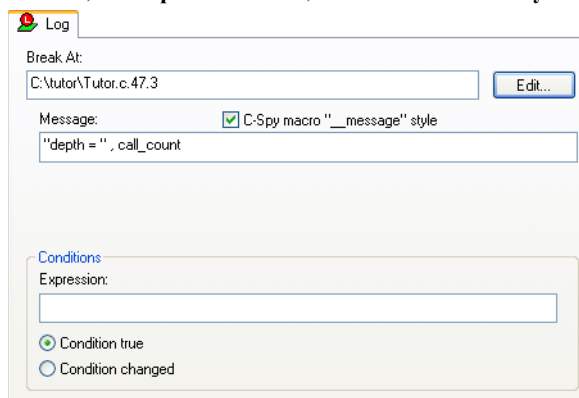 Log
Break At:
C:\tutor\Tutor.c.47.3
Edit...
Message: C-Spy macro "__message" style
"depth = " , call_count
Conditions
Expression:
Condition true
Condition changed